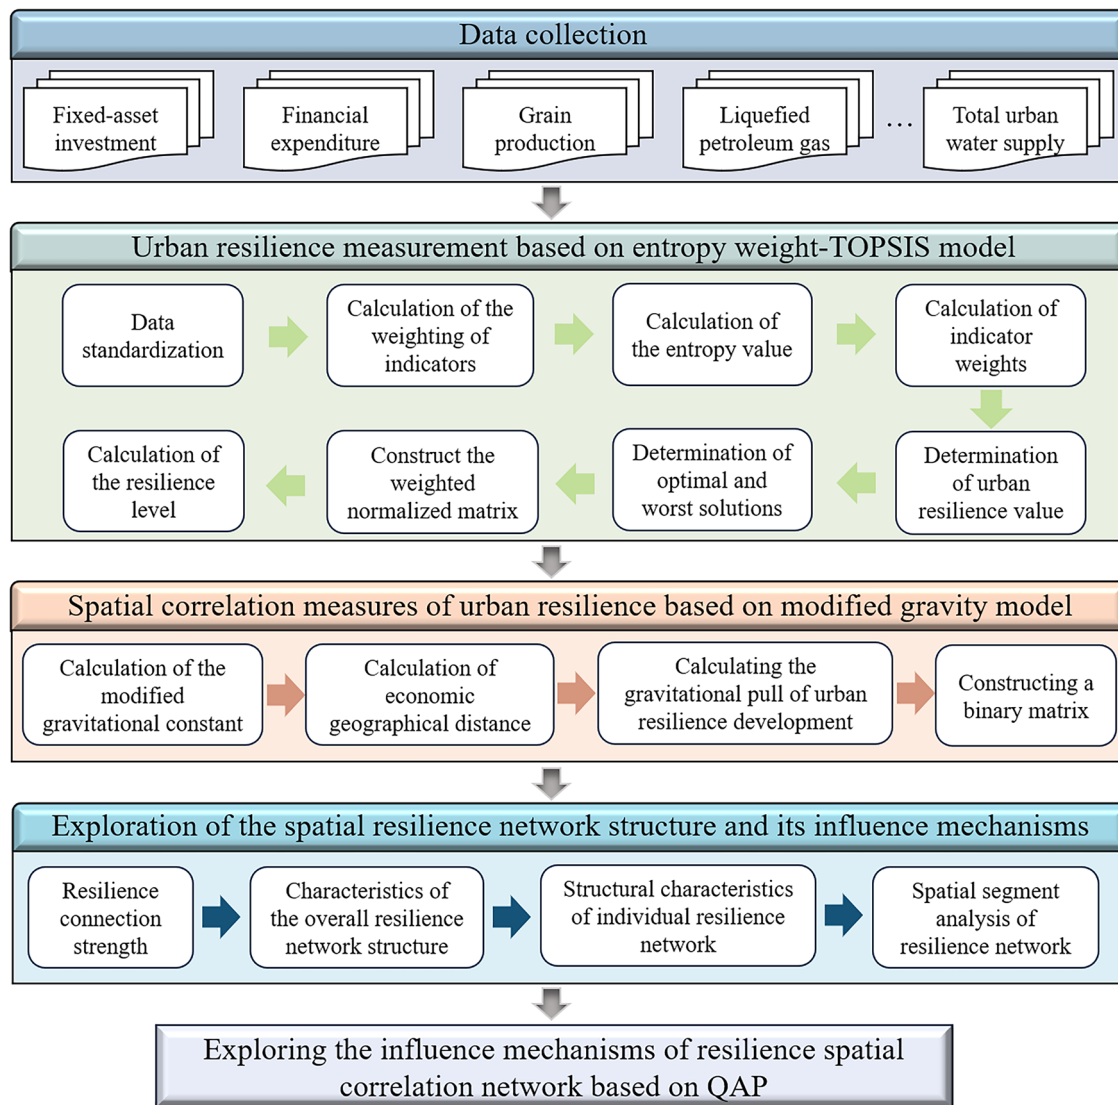 Data collection
Fixed-asset
investment
Financial
expenditure
Grain
production
Liquefied
petroleum gas
...
Total urban
water supply
Urban resilience measurement based on entropy weight-TOPSIS model
Data
standardization
Calculation of the
weighting of
indicators
Calculation of
the entropy value
Calculation of
indicator
weights
Calculation of
the resilience
level
Construct the
weighted
normalized matrix
Determination of
optimal and
worst solutions
Determination
of urban
resilience value
Spatial correlation measures of urban resilience based on modified gravity model
Calculation of the
modified
gravitational constant
Calculation of
economic
geographical distance
Calculating the
gravitational pull of urban
resilience development
Constructing a
binary matrix
Exploration of the spatial resilience network structure and its influence mechanisms
Resilience
connection
strength
Characteristics of
the overall resilience
network structure
Structural characteristics
of individual resilience
network
Spatial segment
analysis of
resilience network
Exploring the influence mechanisms of resilience spatial
correlation network based on QAP